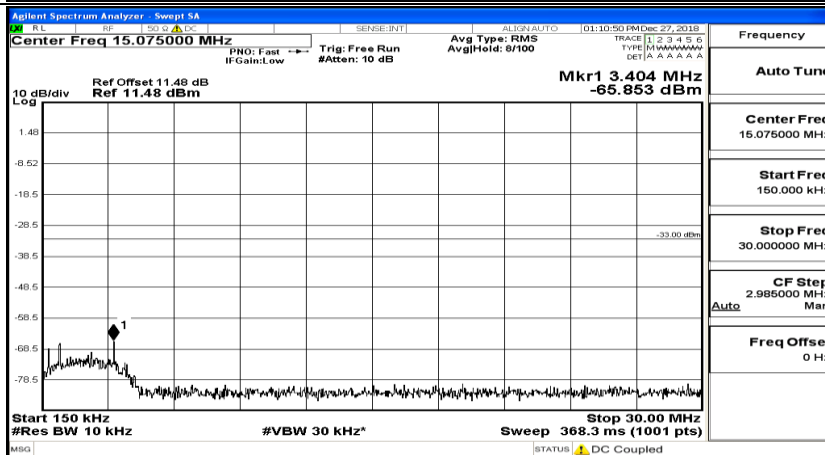 Agilent Spectrum Analyzer - Swept SA
LXI RL RF 50 Ω DC SENSE:INT ALIGN AUTO 01:10:50 PM Dec 27, 2018
Center Freq 15.075000 MHz
PNO: Fast
IFGain:Low
Trig: Free Run
#Atten: 10 dB
Avg Type: RMS
Avg|Hold: 8/100
TRACE 1 2 3 4 5 6
TYPE M W W W W W
DET A A A A A A
Ref Offset 11.48 dB
10 dB/div Ref 11.48 dBm
Log
Mkr1 3.404 MHz
-65.853 dBm
1.48
-8.52
-18.5
-28.5
-33.00 dBm
-38.5
-48.5
-58.5
1
-68.5
-78.5
Start 150 kHz Stop 30.00 MHz
#Res BW 10 kHz #VBW 30 kHz* Sweep 368.3 ms (1001 pts)
MSG STATUS DC Coupled
Frequency
Auto Tune
Center Freq
15.075000 MHz
Start Freq
150.000 kHz
Stop Freq
30.000000 MHz
CF Step
2.985000 MHz
Auto Man
Freq Offset
0 Hz